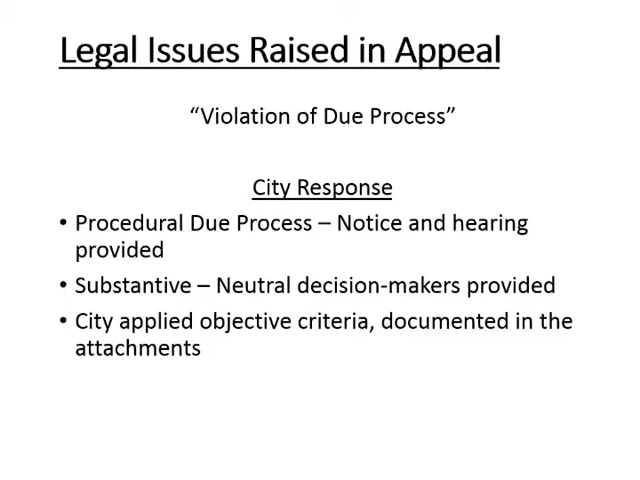 Legal Issues Raised in Appeal
“Violation of Due Process”
City Response
• Procedural Due Process – Notice and hearing
provided
• Substantive – Neutral decision-makers provided
• City applied objective criteria, documented in the
attachments